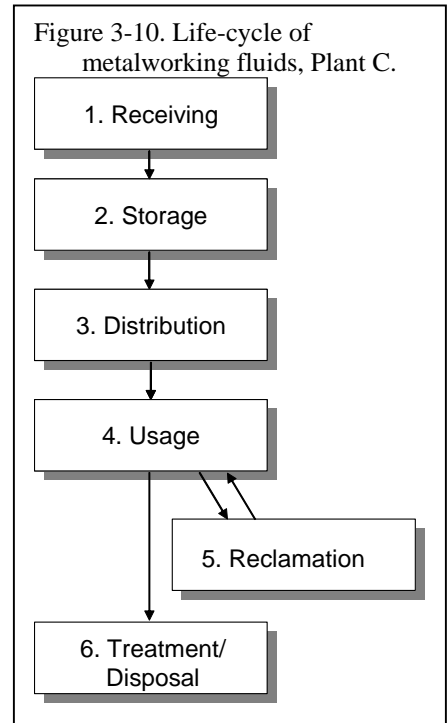 Figure 3-10. Life-cycle of
metalworking fluids, Plant C.
1. Receiving
2. Storage
3. Distribution
4. Usage
5. Reclamation
6. Treatment/
Disposal